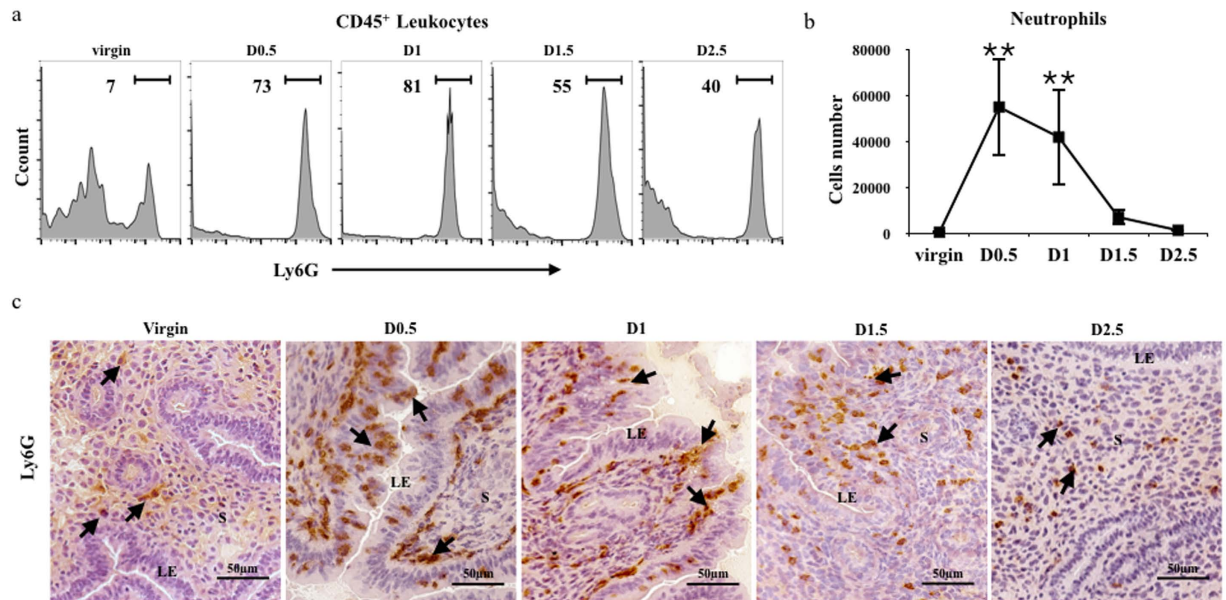 a
CD45+ Leukocytes
virgin D0.5 D1 D1.5 D2.5
7 73 81 55 40
Ccount
Ly6G
b
Neutrophils
80000
60000
40000
20000
0
Cells number
** **
virgin D0.5 D1 D1.5 D2.5
c
Virgin D0.5 D1 D1.5 D2.5
Ly6G
S LE 50μm
LE S 50μm
LE 50μm
S LE 50μm
LE S 50μm